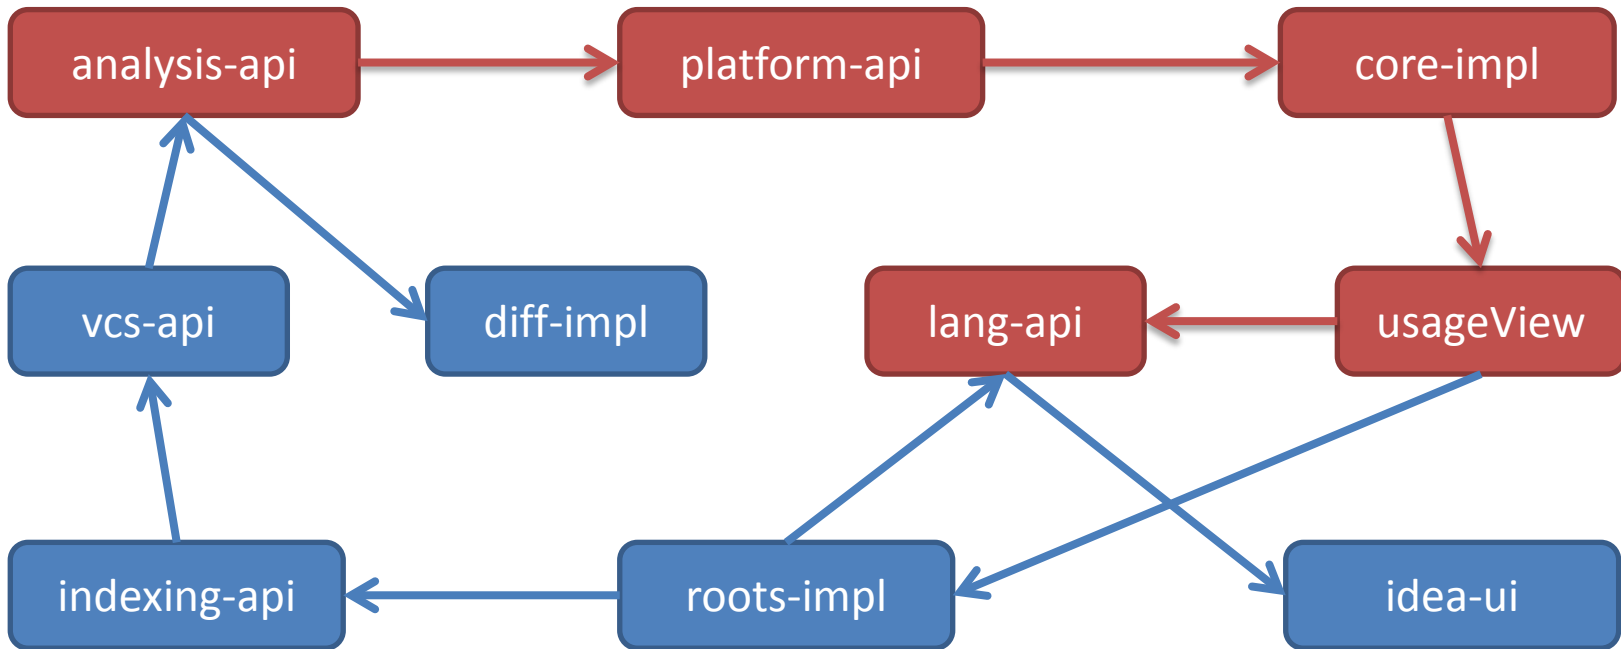 analysis-api
platform-api
core-impl
vcs-api
diff-impl
lang-api
usageView
indexing-api
roots-impl
idea-ui